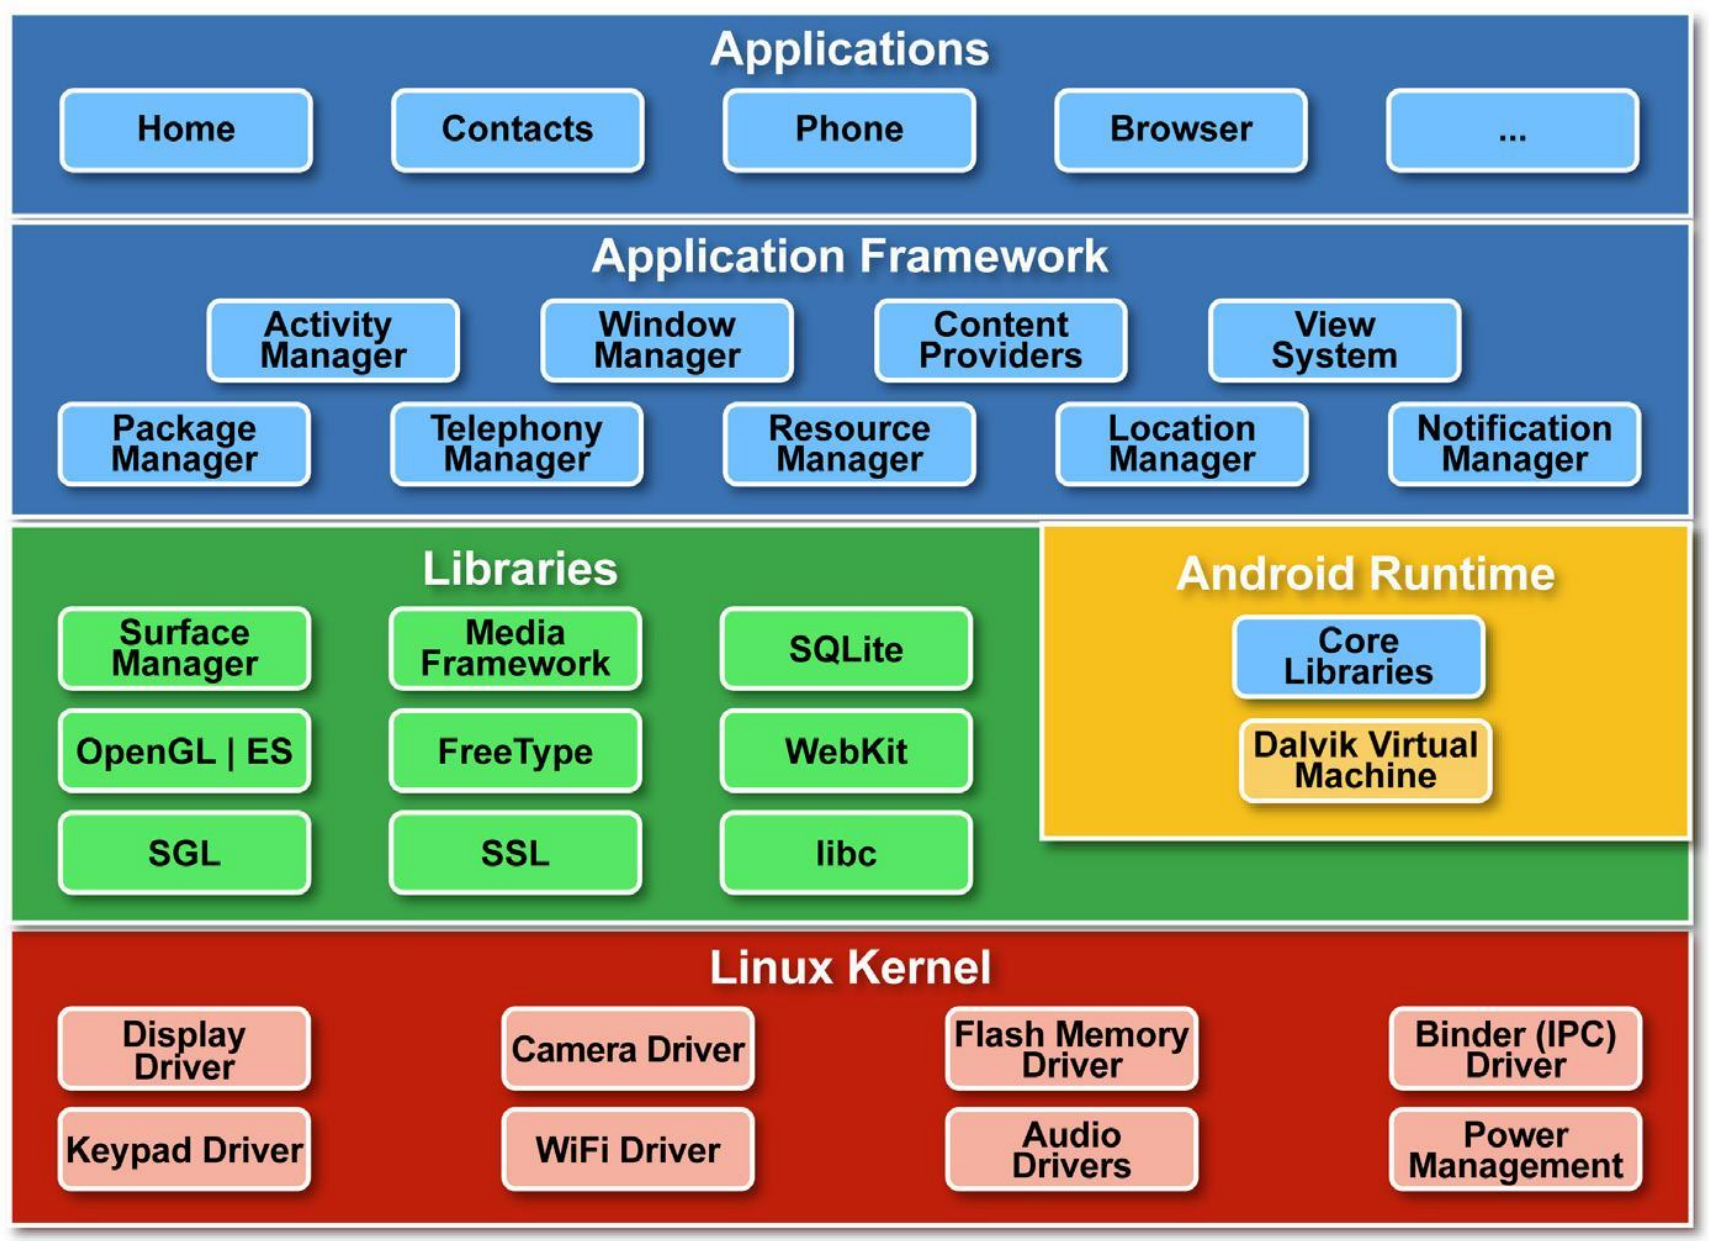 Applications
Home
Contacts
Phone
Browser
...
Application Framework
Activity
Manager
Window
Manager
Content
Providers
View
System
Package
Manager
Telephony
Manager
Resource
Manager
Location
Manager
Notification
Manager
Libraries
Surface
Manager
Media
Framework
SQLite
OpenGL | ES
FreeType
WebKit
SGL
SSL
libc
Android Runtime
Core
Libraries
Dalvik Virtual
Machine
Linux Kernel
Display
Driver
Camera Driver
Flash Memory
Driver
Binder (IPC)
Driver
Keypad Driver
WiFi Driver
Audio
Drivers
Power
Management